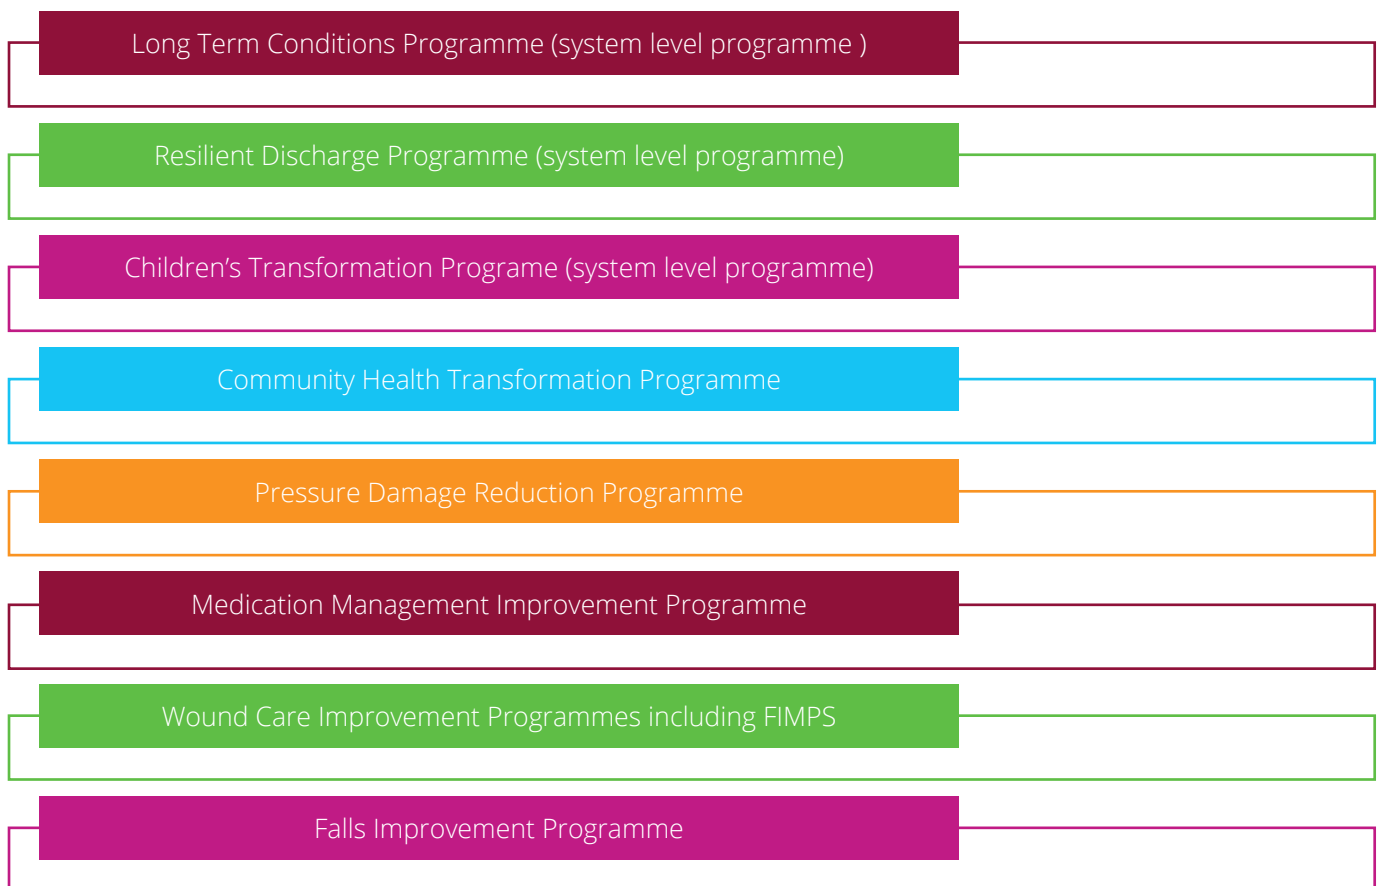 Long Term Conditions Programme (system level programme )
Resilient Discharge Programme (system level programme)
Children’s Transformation Programe (system level programme)
Community Health Transformation Programme
Pressure Damage Reduction Programme
Medication Management Improvement Programme
Wound Care Improvement Programmes including FIMPS
Falls Improvement Programme